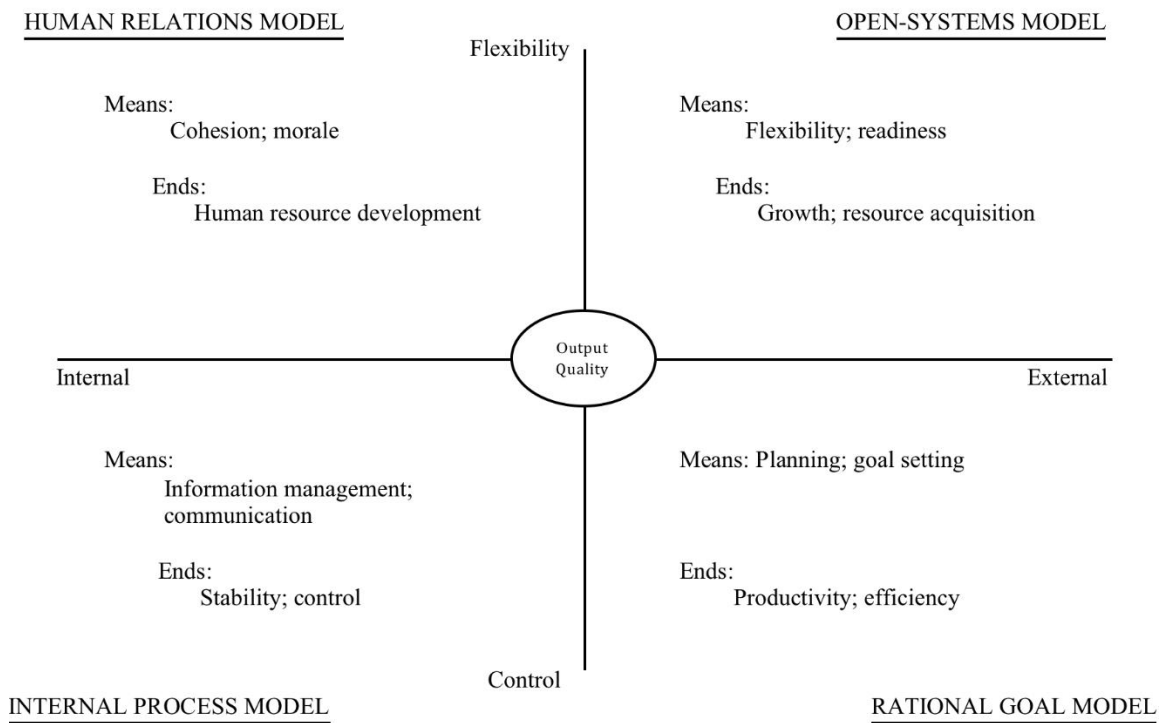 HUMAN RELATIONS MODEL
OPEN-SYSTEMS MODEL
Flexibility
Means:
Cohesion; morale
Ends:
Human resource development
Means:
Flexibility; readiness
Ends:
Growth; resource acquisition
Output
Quality
Internal
External
Means:
Information management;
communication
Ends:
Stability; control
Means: Planning; goal setting
Ends:
Productivity; efficiency
Control
INTERNAL PROCESS MODEL
RATIONAL GOAL MODEL